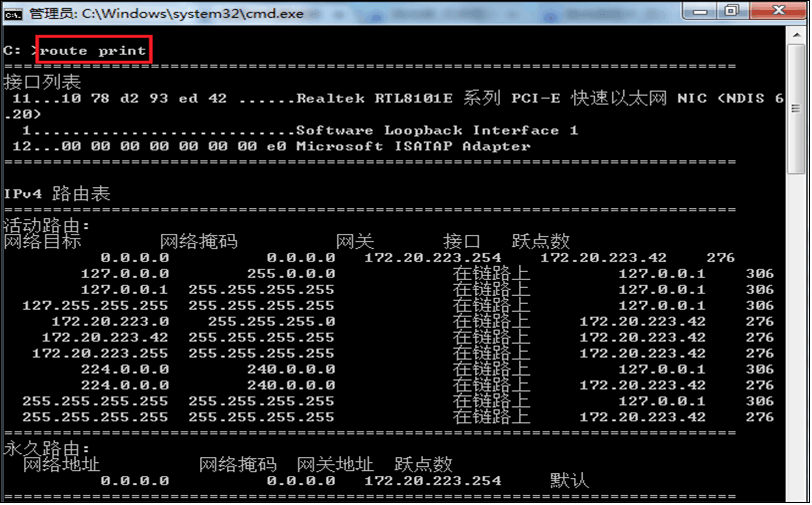 管理员: C:\Windows\system32\cmd.exe
C: >route print
===========================================================================
接口列表
11...10 78 d2 93 ed 42 ......Realtek RTL8101E 系列 PCI-E 快速以太网 NIC (NDIS 6
.20)
1...........................Software Loopback Interface 1
12...00 00 00 00 00 00 00 e0 Microsoft ISATAP Adapter
===========================================================================
IPv4 路由表
===========================================================================
活动路由:
网络目标 网络掩码 网关 接口 跃点数
0.0.0.0 0.0.0.0 172.20.223.254 172.20.223.42 276
127.0.0.0 255.0.0.0 在链路上 127.0.0.1 306
127.0.0.1 255.255.255.255 在链路上 127.0.0.1 306
127.255.255.255 255.255.255.255 在链路上 127.0.0.1 306
172.20.223.0 255.255.255.0 在链路上 172.20.223.42 276
172.20.223.42 255.255.255.255 在链路上 172.20.223.42 276
172.20.223.255 255.255.255.255 在链路上 172.20.223.42 276
224.0.0.0 240.0.0.0 在链路上 127.0.0.1 306
224.0.0.0 240.0.0.0 在链路上 172.20.223.42 276
255.255.255.255 255.255.255.255 在链路上 127.0.0.1 306
255.255.255.255 255.255.255.255 在链路上 172.20.223.42 276
===========================================================================
永久路由:
网络地址 网络掩码 网关地址 跃点数
0.0.0.0 0.0.0.0 172.20.223.254 默认
===========================================================================